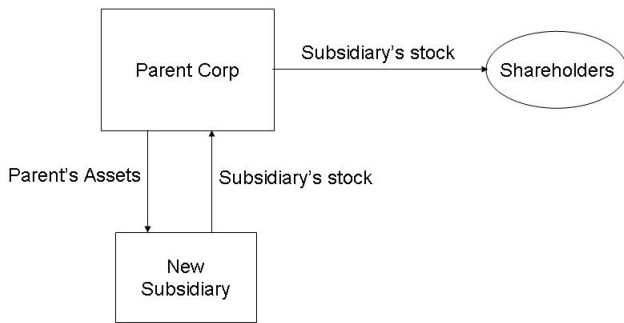 Subsidiary's stock
Parent Corp
Shareholders
Parent's Assets
Subsidiary's stock
New
Subsidiary